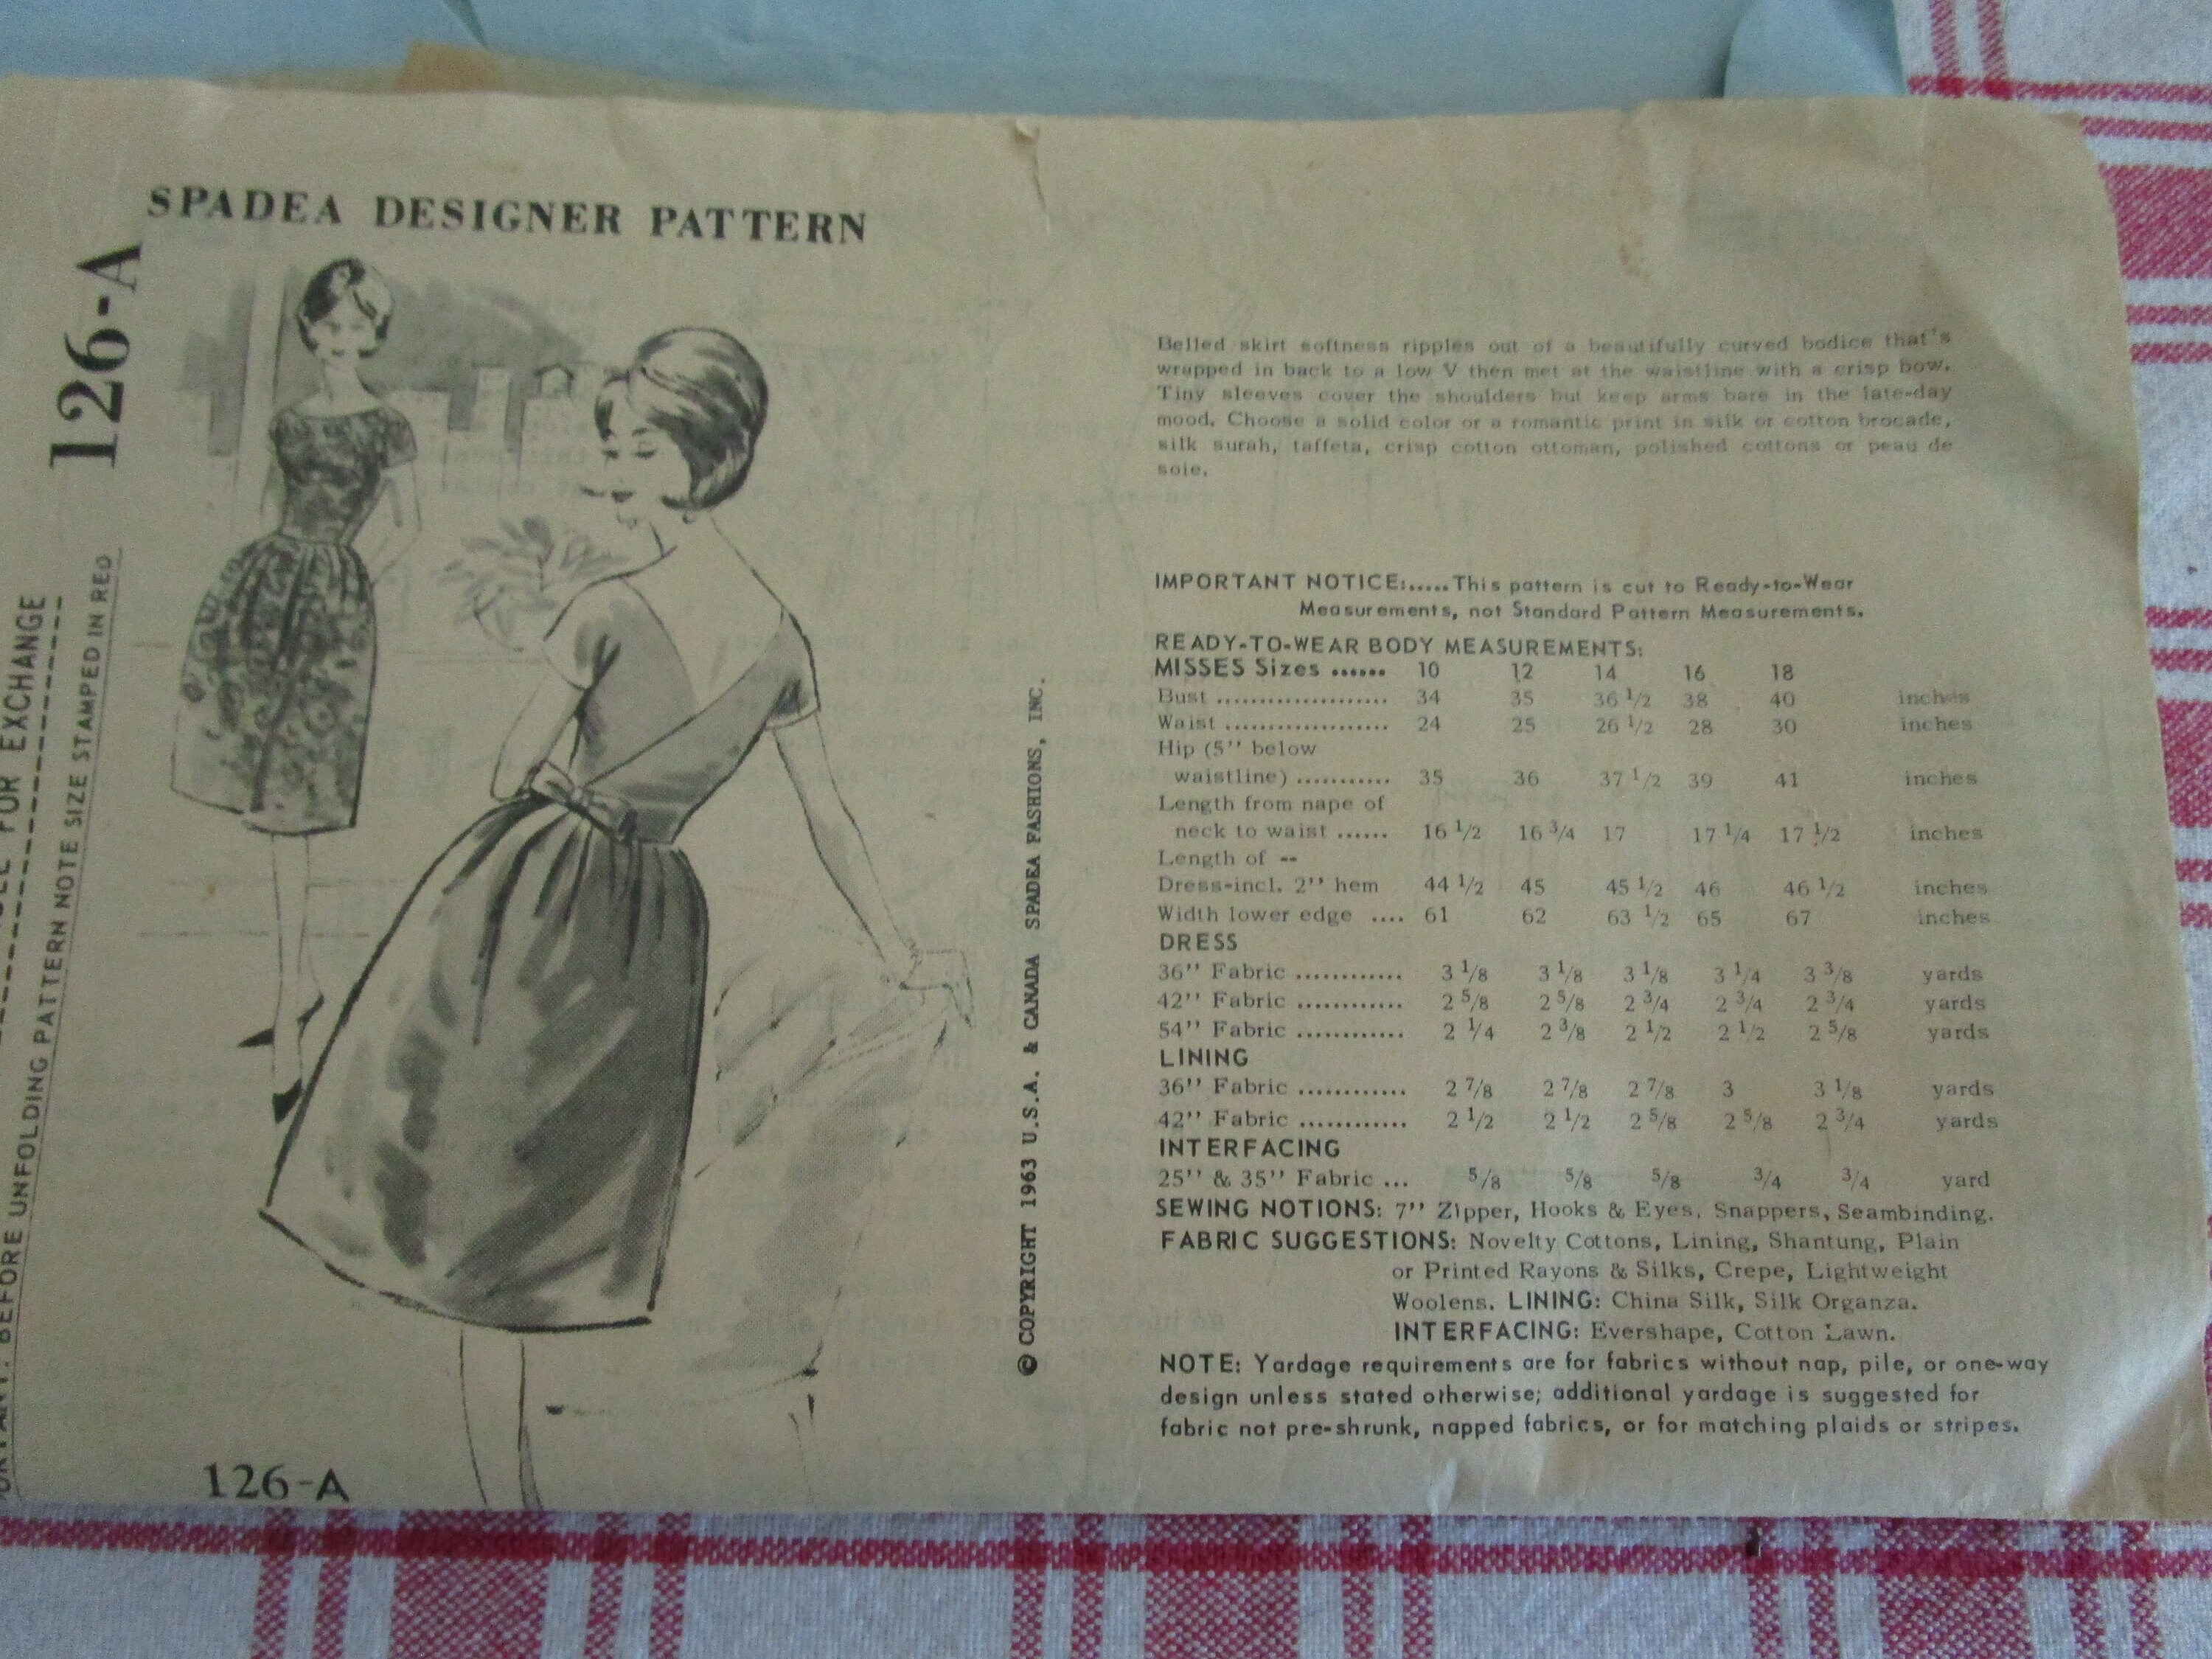 SPADEA DESIGNER PATTERN
126-A
FOR EXCHANGE
BEFORE UNFOLDING PATTERN NOTE SIZE STAMPED IN RED
126-A
© COPYRIGHT 1963 U.S.A. & CANADA SPADEA FASHIONS, INC.
Belled skirt softness ripples out of a beautifully curved bodice that's
wrapped in back to a low V then met at the waistline with a crisp bow.
Tiny sleeves cover the shoulders but keep arms bare in the late-day
mood. Choose a solid color or a romantic print in silk or cotton brocade,
silk surah, taffeta, crisp cotton ottoman, polished cottons or peau de
soie.
IMPORTANT NOTICE:.....This pattern is cut to Ready-to-Wear
Measurements, not Standard Pattern Measurements.
READY-TO-WEAR BODY MEASUREMENTS:
MISSES Sizes ...... 10 12 14 16 18
Bust .................... 34 35 36 1/2 38 40 inches
Waist ................... 24 25 26 1/2 28 30 inches
Hip (5'' below
waistline) ........... 35 36 37 1/2 39 41 inches
Length from nape of
neck to waist ...... 16 1/2 16 3/4 17 17 1/4 17 1/2 inches
Length of --
Dress-incl. 2'' hem 44 1/2 45 45 1/2 46 46 1/2 inches
Width lower edge .... 61 62 63 1/2 65 67 inches
DRESS
36'' Fabric ............ 3 1/8 3 1/8 3 1/8 3 1/4 3 3/8 yards
42'' Fabric ............ 2 5/8 2 5/8 2 3/4 2 3/4 2 3/4 yards
54'' Fabric ............ 2 1/4 2 3/8 2 1/2 2 1/2 2 5/8 yards
LINING
36'' Fabric ............ 2 7/8 2 7/8 2 7/8 3 3 1/8 yards
42'' Fabric ............ 2 1/2 2 1/2 2 5/8 2 5/8 2 3/4 yards
INTERFACING
25'' & 35'' Fabric ... 5/8 5/8 5/8 3/4 3/4 yard
SEWING NOTIONS: 7'' Zipper, Hooks & Eyes, Snappers, Seambinding.
FABRIC SUGGESTIONS: Novelty Cottons, Lining, Shantung, Plain
or Printed Rayons & Silks, Crepe, Lightweight
Woolens. LINING: China Silk, Silk Organza.
INTERFACING: Evershape, Cotton Lawn.
NOTE: Yardage requirements are for fabrics without nap, pile, or one-way
design unless stated otherwise; additional yardage is suggested for
fabric not pre-shrunk, napped fabrics, or for matching plaids or stripes.